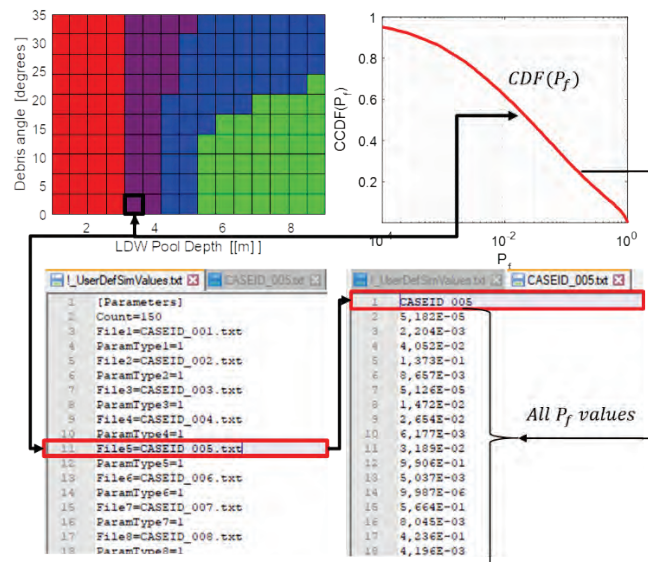 35
30
25
20
15
10
5
0
Debris angle [degrees]
2
4
6
8
LDW Pool Depth [[m] ]
1
0.8
0.6
0.4
0.2
CCDF(P_f)
CDF(P_f)
10^-4
10^-2
10^0
P_f
!_UserDefSimValues.txt
CASEID_005.txt
1 [Parameters]
2 Count=150
3 File1=CASEID_001.txt
4 ParamType1=1
5 File2=CASEID_002.txt
6 ParamType2=1
7 File3=CASEID_003.txt
8 ParamType3=1
9 File4=CASEID_004.txt
10 ParamType4=1
11 File5=CASEID_005.txt
12 ParamType5=1
13 File6=CASEID_006.txt
14 ParamType6=1
15 File7=CASEID_007.txt
16 ParamType7=1
17 File8=CASEID_008.txt
18 ParamType8=1
!_UserDefSimValues.txt
CASEID_005.txt
1 CASEID 005
2 5,182E-05
3 2,204E-03
4 4,052E-02
5 1,373E-01
6 8,657E-03
7 5,126E-05
8 1,472E-02
9 2,654E-02
10 6,177E-03
11 3,189E-02
12 9,906E-01
13 5,037E-03
14 9,987E-06
15 5,664E-01
16 8,045E-03
17 4,236E-01
18 4,196E-03
All P_f values